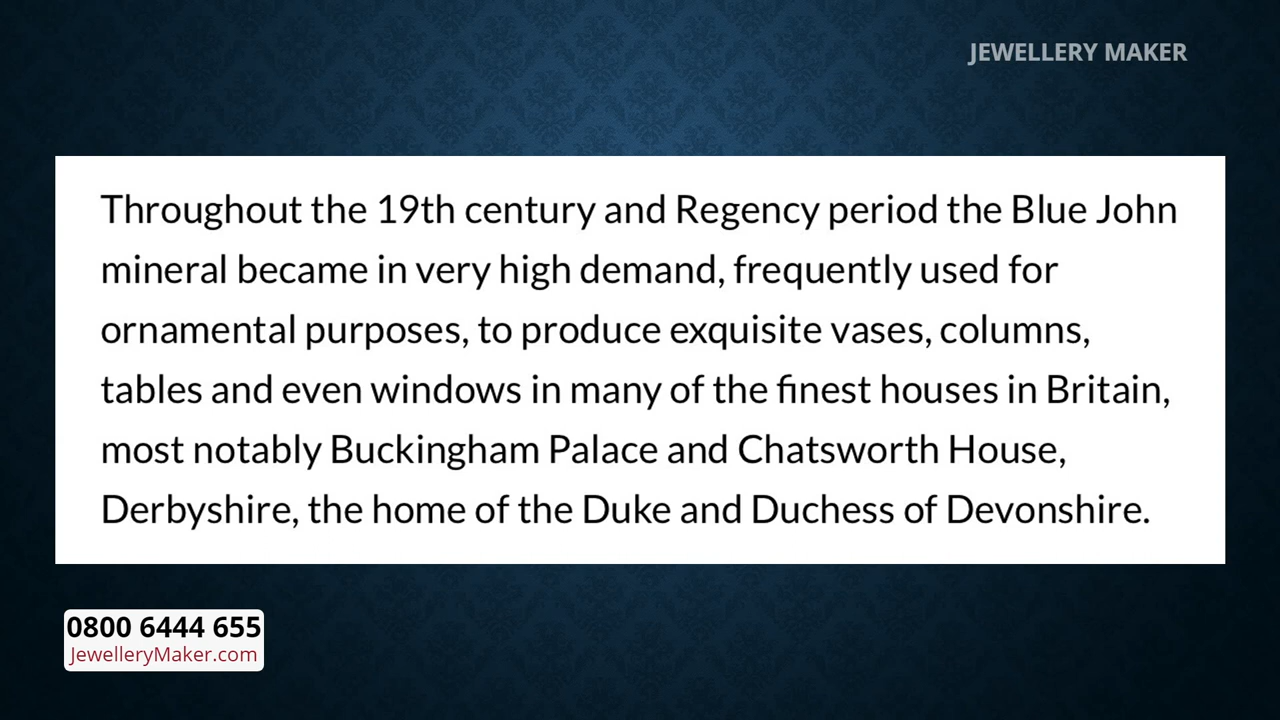 JEWELLERY MAKER
Throughout the 19th century and Regency period the Blue John
mineral became in very high demand, frequently used for
ornamental purposes, to produce exquisite vases, columns,
tables and even windows in many of the finest houses in Britain,
most notably Buckingham Palace and Chatsworth House,
Derbyshire, the home of the Duke and Duchess of Devonshire.
0800 6444 655
JewelleryMaker.com